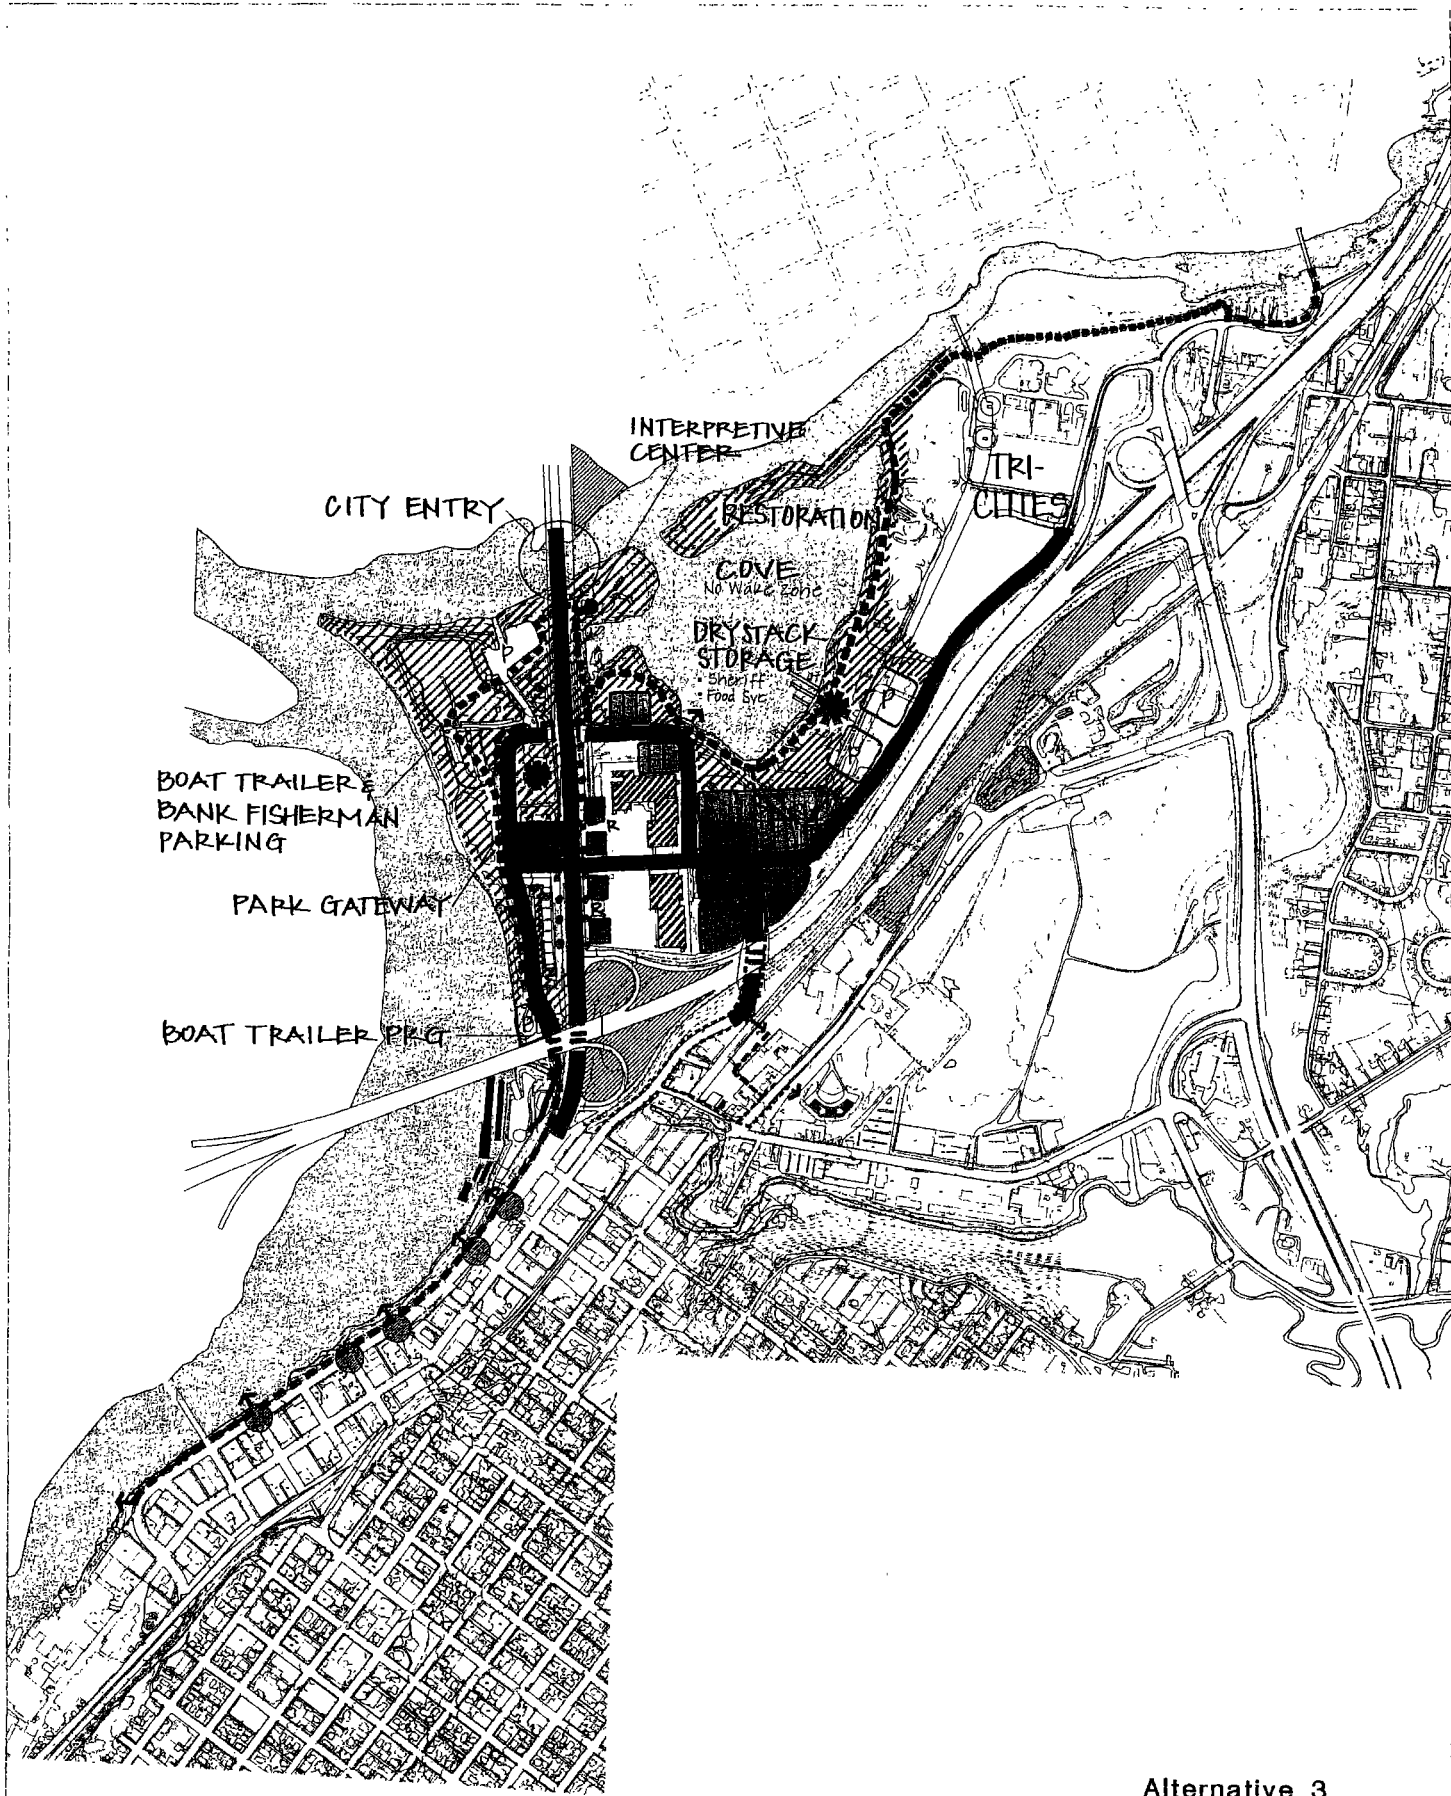 INTERPRETIVE
CENTER
CITY ENTRY
RESTORATION
TRI-
CITIES
COVE
No Wake Zone
DRYSTACK
STORAGE
• Sheriff
• Food Svc
P
P
BOAT TRAILER &
BANK FISHERMAN
PARKING
R
PARK GATEWAY
R
BOAT TRAILER PKG
P
Alternative 3